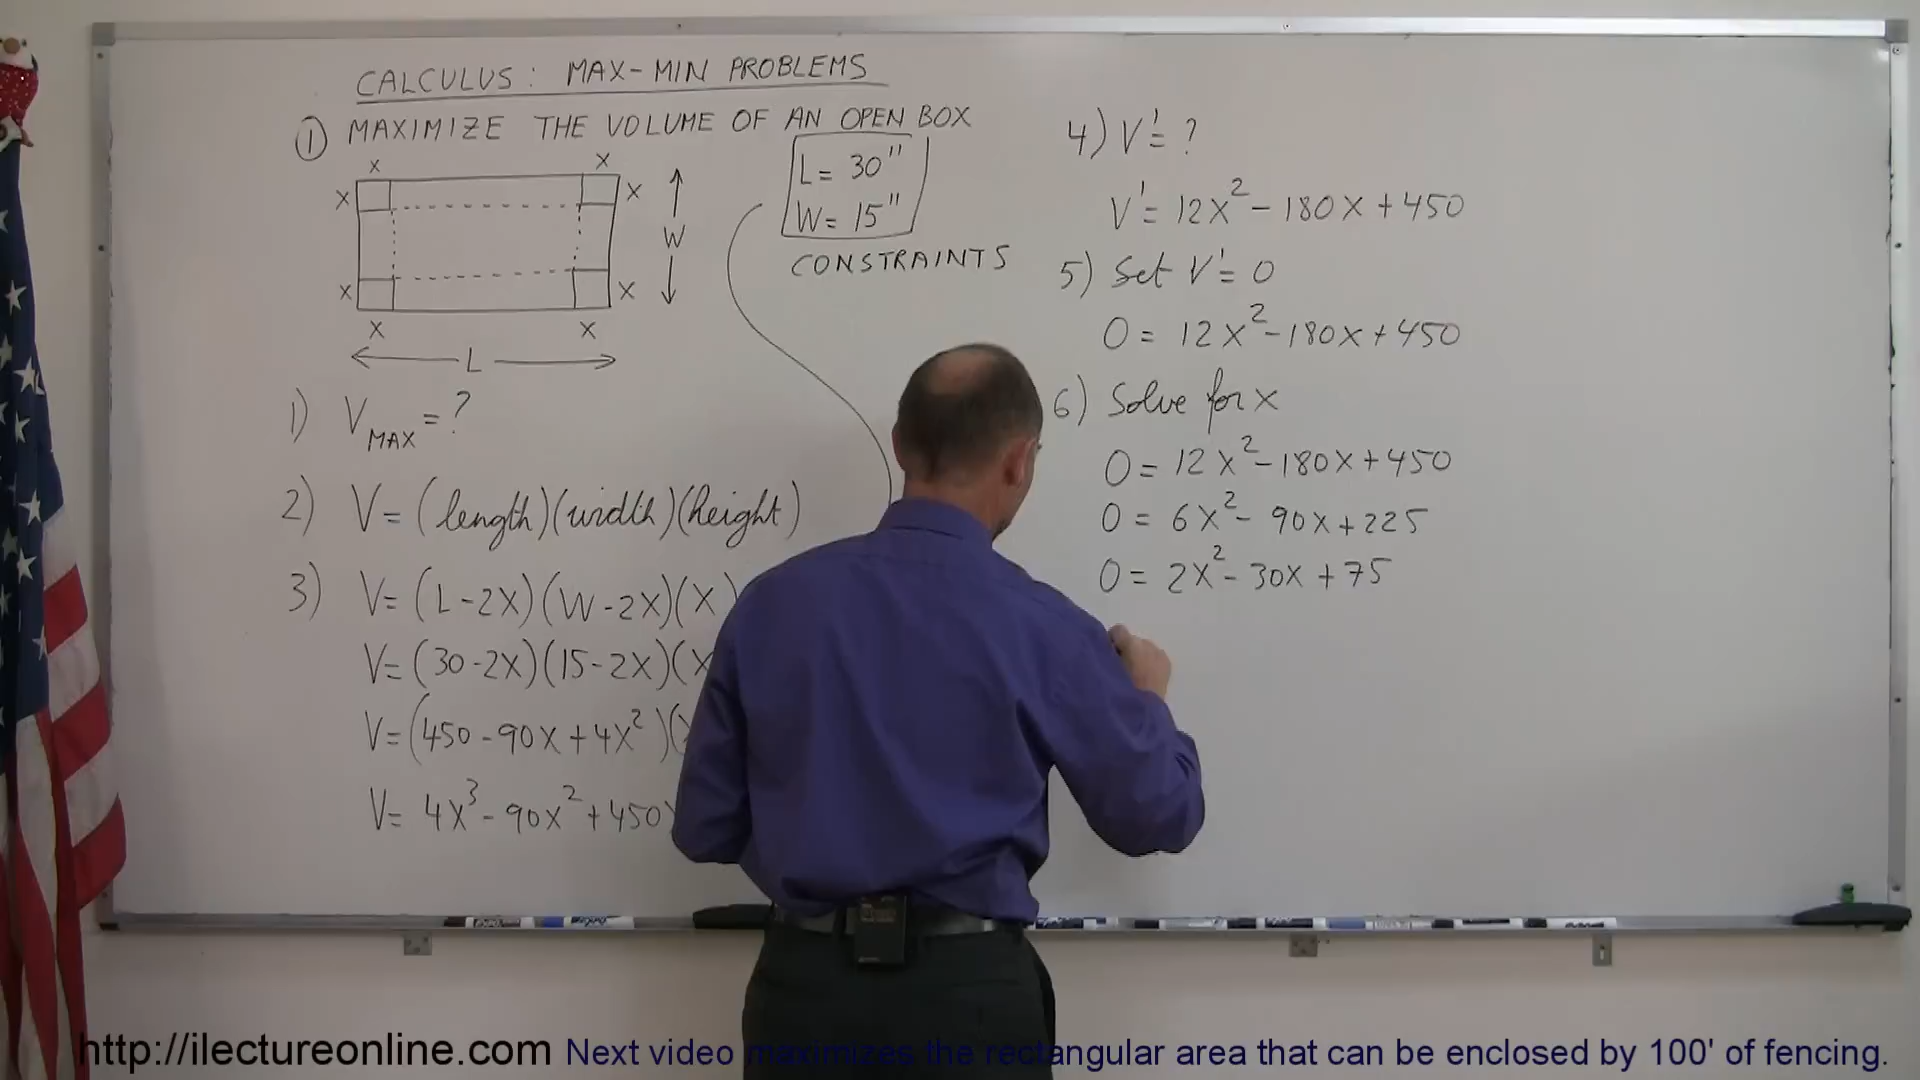 CALCULUS: MAX-MIN PROBLEMS
① MAXIMIZE THE VOLUME OF AN OPEN BOX
x x
x x
W
x x
x x
L
L = 30"
W = 15"
CONSTRAINTS
1) V_MAX = ?
2) V = (length)(width)(height)
3) V = (L-2X)(W-2X)(X)
V = (30-2X)(15-2X)(X
V = (450-90X+4X²)(
V = 4X³-90X²+450X
4) V' = ?
V' = 12X²-180X+450
5) Set V' = 0
0 = 12X²-180X+450
6) Solve for X
0 = 12X²-180X+450
0 = 6X²-90X+225
0 = 2X²-30X+75
http://ilectureonline.com Next video maximizes the rectangular area that can be enclosed by 100' of fencing.